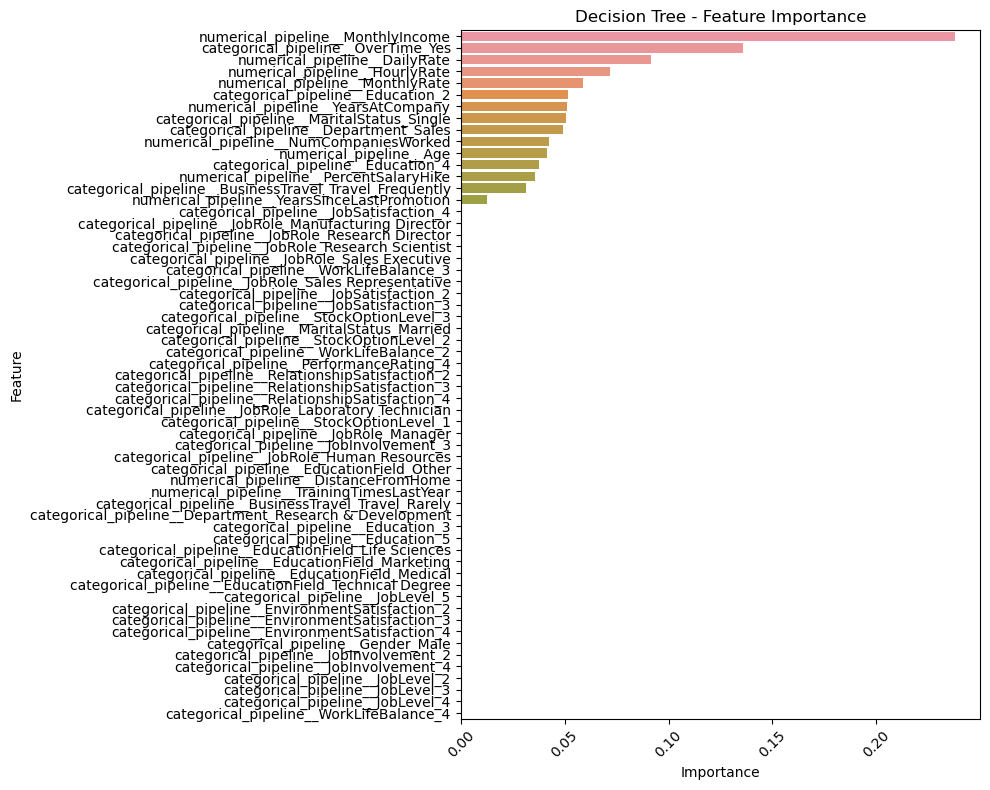 Decision Tree - Feature Importance
numerical_pipeline__MonthlyIncome
categorical_pipeline__OverTime_Yes
numerical_pipeline__DailyRate
numerical_pipeline__HourlyRate
numerical_pipeline__MonthlyRate
categorical_pipeline__Education_2
numerical_pipeline__YearsAtCompany
categorical_pipeline__MaritalStatus_Single
categorical_pipeline__Department_Sales
numerical_pipeline__NumCompaniesWorked
numerical_pipeline__Age
categorical_pipeline__Education_4
numerical_pipeline__PercentSalaryHike
categorical_pipeline__BusinessTravel_Travel_Frequently
numerical_pipeline__YearsSinceLastPromotion
categorical_pipeline__JobSatisfaction_4
categorical_pipeline__JobRole_Manufacturing Director
categorical_pipeline__JobRole_Research Director
categorical_pipeline__JobRole_Research Scientist
categorical_pipeline__JobRole_Sales Executive
categorical_pipeline__WorkLifeBalance_3
categorical_pipeline__JobRole_Sales Representative
categorical_pipeline__JobSatisfaction_2
categorical_pipeline__JobSatisfaction_3
categorical_pipeline__StockOptionLevel_3
categorical_pipeline__MaritalStatus_Married
categorical_pipeline__StockOptionLevel_2
categorical_pipeline__WorkLifeBalance_2
categorical_pipeline__PerformanceRating_4
categorical_pipeline__RelationshipSatisfaction_2
categorical_pipeline__RelationshipSatisfaction_3
categorical_pipeline__RelationshipSatisfaction_4
categorical_pipeline__JobRole_Laboratory Technician
categorical_pipeline__StockOptionLevel_1
categorical_pipeline__JobRole_Manager
categorical_pipeline__JobInvolvement_3
categorical_pipeline__JobRole_Human Resources
categorical_pipeline__EducationField_Other
numerical_pipeline__DistanceFromHome
numerical_pipeline__TrainingTimesLastYear
categorical_pipeline__BusinessTravel_Travel_Rarely
categorical_pipeline__Department_Research & Development
categorical_pipeline__Education_3
categorical_pipeline__Education_5
categorical_pipeline__EducationField_Life Sciences
categorical_pipeline__EducationField_Marketing
categorical_pipeline__EducationField_Medical
categorical_pipeline__EducationField_Technical Degree
categorical_pipeline__JobLevel_5
categorical_pipeline__EnvironmentSatisfaction_2
categorical_pipeline__EnvironmentSatisfaction_3
categorical_pipeline__EnvironmentSatisfaction_4
categorical_pipeline__Gender_Male
categorical_pipeline__JobInvolvement_2
categorical_pipeline__JobInvolvement_4
categorical_pipeline__JobLevel_2
categorical_pipeline__JobLevel_3
categorical_pipeline__JobLevel_4
categorical_pipeline__WorkLifeBalance_4
Feature
0.00
0.05
0.10
0.15
0.20
Importance